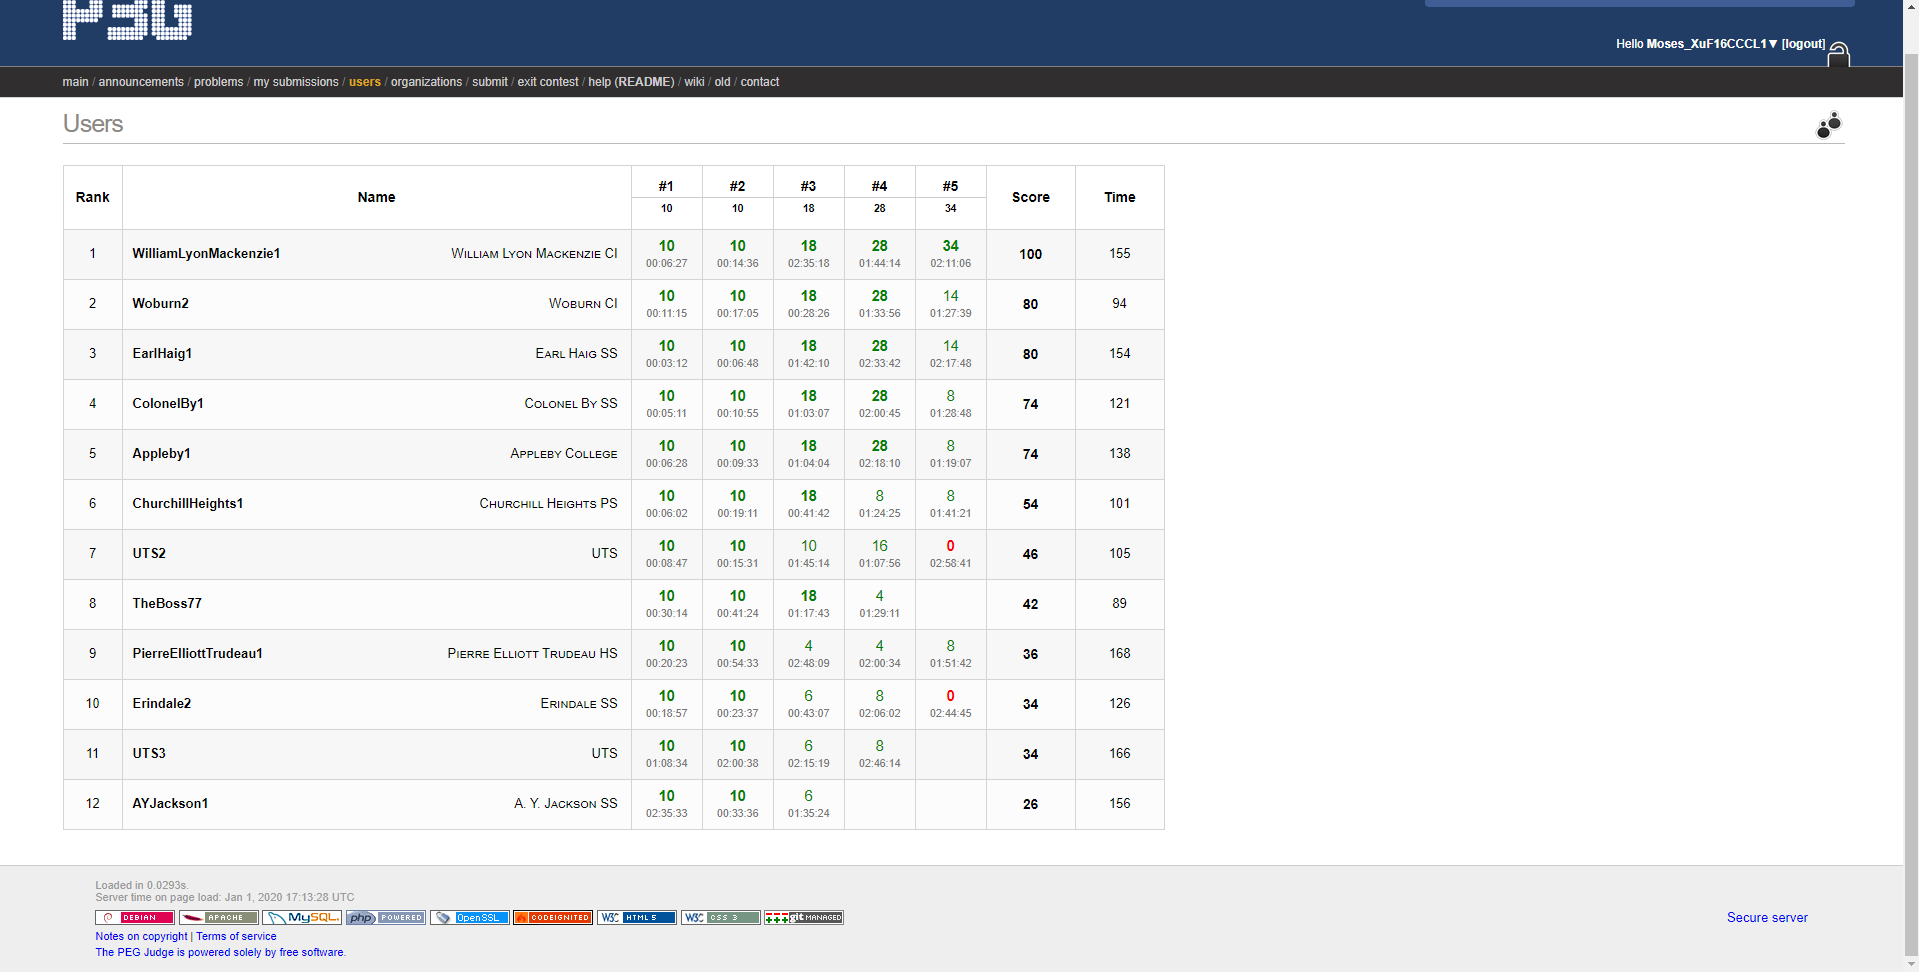 PEG
Hello Moses_XuF16CCCL1▼ [logout]
main / announcements / problems / my submissions / users / organizations / submit / exit contest / help (README) / wiki / old / contact
Users
Rank Name #1 #2 #3 #4 #5 Score Time
10 10 18 28 34
1 WilliamLyonMackenzie1 William Lyon Mackenzie CI 10 10 18 28 34 100 155
00:06:27 00:14:36 02:35:18 01:44:14 02:11:06
2 Woburn2 Woburn CI 10 10 18 28 14 80 94
00:11:15 00:17:05 00:28:26 01:33:56 01:27:39
3 EarlHaig1 Earl Haig SS 10 10 18 28 14 80 154
00:03:12 00:06:48 01:42:10 02:33:42 02:17:48
4 ColonelBy1 Colonel By SS 10 10 18 28 8 74 121
00:05:11 00:10:55 01:03:07 02:00:45 01:28:48
5 Appleby1 Appleby College 10 10 18 28 8 74 138
00:06:28 00:09:33 01:04:04 02:18:10 01:19:07
6 ChurchillHeights1 Churchill Heights PS 10 10 18 8 8 54 101
00:06:02 00:19:11 00:41:42 01:24:25 01:41:21
7 UTS2 UTS 10 10 10 16 0 46 105
00:08:47 00:15:31 01:45:14 01:07:56 02:58:41
8 TheBoss77 10 10 18 4 42 89
00:30:14 00:41:24 01:17:43 01:29:11
9 PierreElliottTrudeau1 Pierre Elliott Trudeau HS 10 10 4 4 8 36 168
00:20:23 00:54:33 02:48:09 02:00:34 01:51:42
10 Erindale2 Erindale SS 10 10 6 8 0 34 126
00:18:57 00:23:37 00:43:07 02:06:02 02:44:45
11 UTS3 UTS 10 10 6 8 34 166
01:08:34 02:00:38 02:15:19 02:46:14
12 AYJackson1 A. Y. Jackson SS 10 10 6 26 156
02:35:33 00:33:36 01:35:24
Loaded in 0.0293s.
Server time on page load: Jan 1, 2020 17:13:28 UTC
DEBIAN APACHE MySQL. php POWERED OpenSSL CODEIGNITED W3C HTML 5 W3C CSS 3 git MANAGED
Secure server
Notes on copyright | Terms of service
The PEG Judge is powered solely by free software.